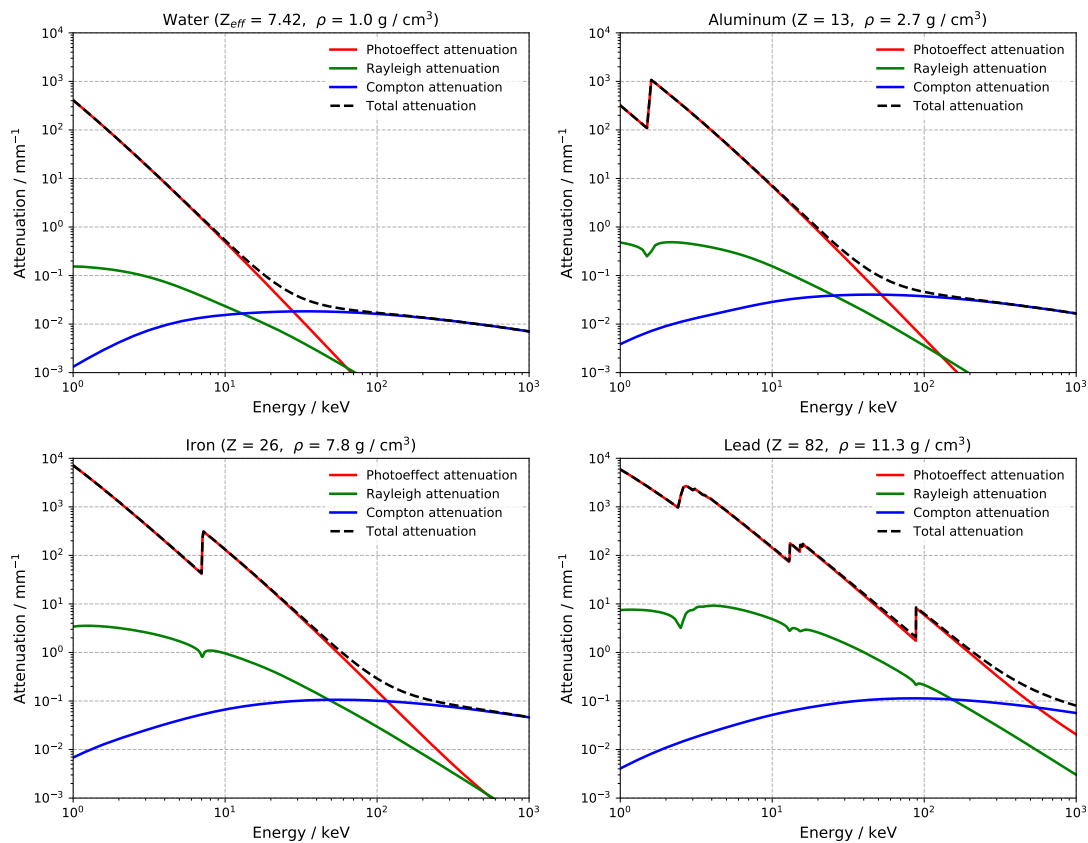 Water (Z_eff = 7.42, ρ = 1.0 g / cm³)
Photoeffect attenuation
Rayleigh attenuation
Compton attenuation
Total attenuation
Attenuation / mm⁻¹
10⁴
10³
10²
10¹
10⁰
10⁻¹
10⁻²
10⁻³
10⁰ 10¹ 10² 10³
Energy / keV
Aluminum (Z = 13, ρ = 2.7 g / cm³)
Photoeffect attenuation
Rayleigh attenuation
Compton attenuation
Total attenuation
Attenuation / mm⁻¹
10⁴
10³
10²
10¹
10⁰
10⁻¹
10⁻²
10⁻³
10⁰ 10¹ 10² 10³
Energy / keV
Iron (Z = 26, ρ = 7.8 g / cm³)
Photoeffect attenuation
Rayleigh attenuation
Compton attenuation
Total attenuation
Attenuation / mm⁻¹
10⁴
10³
10²
10¹
10⁰
10⁻¹
10⁻²
10⁻³
10⁰ 10¹ 10² 10³
Energy / keV
Lead (Z = 82, ρ = 11.3 g / cm³)
Photoeffect attenuation
Rayleigh attenuation
Compton attenuation
Total attenuation
Attenuation / mm⁻¹
10⁴
10³
10²
10¹
10⁰
10⁻¹
10⁻²
10⁻³
10⁰ 10¹ 10² 10³
Energy / keV